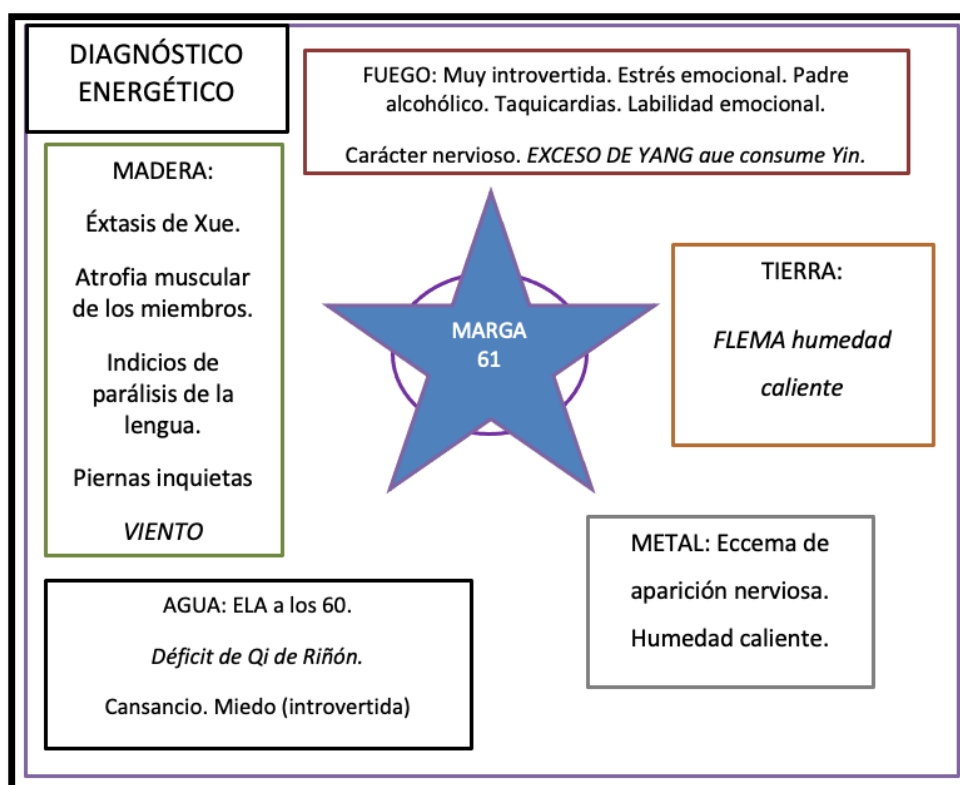 DIAGNÓSTICO
ENERGÉTICO
FUEGO: Muy introvertida. Estrés emocional. Padre
alcohólico. Taquicardias. Labilidad emocional.
Carácter nervioso. EXCESO DE YANG que consume Yin.
MADERA:
Éxtasis de Xue.
Atrofia muscular
de los miembros.
Indicios de
parálisis de la
lengua.
Piernas inquietas
VIENTO
MARGA
61
TIERRA:
FLEMA humedad
caliente
METAL: Eccema de
aparición nerviosa.
Humedad caliente.
AGUA: ELA a los 60.
Déficit de Qi de Riñón.
Cansancio. Miedo (introvertida)